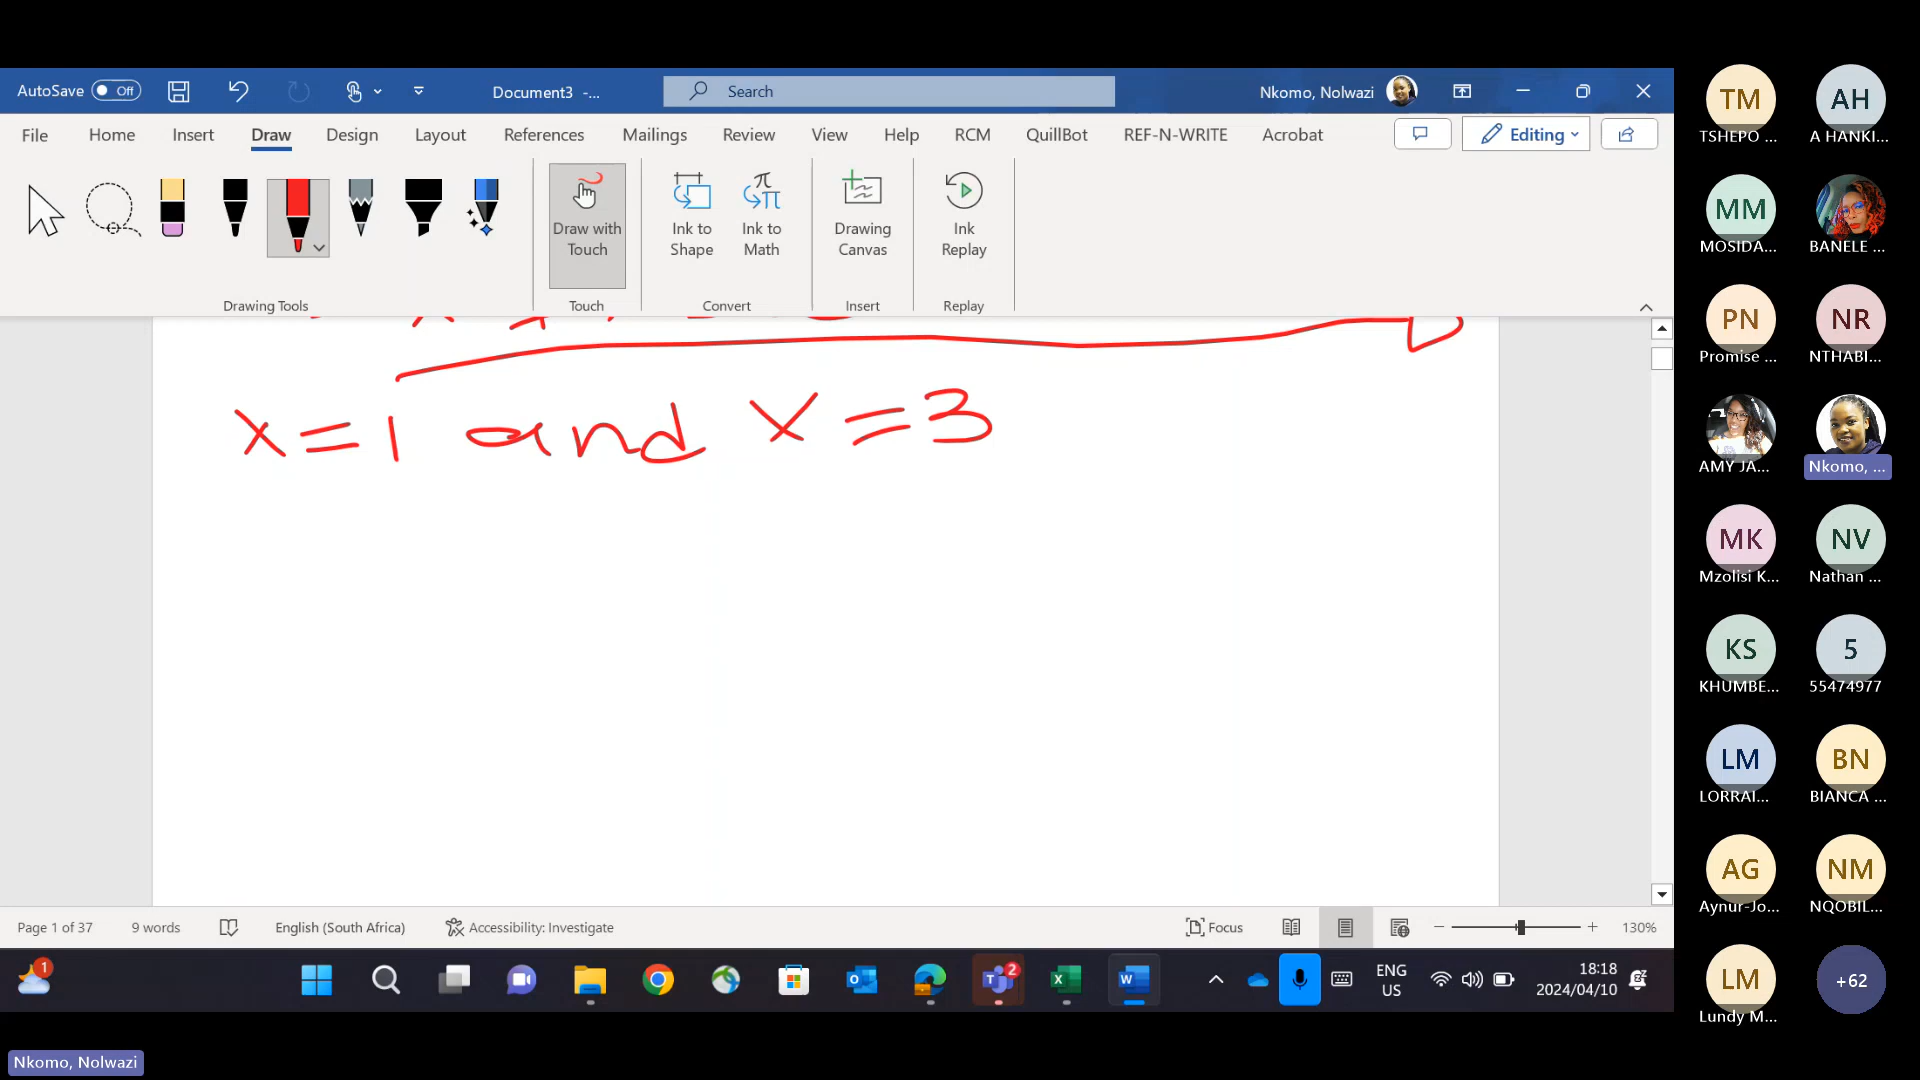 AutoSave Off Document3 -... Search Nkomo, Nolwazi
File Home Insert Draw Design Layout References Mailings Review View Help RCM QuillBot REF-N-WRITE Acrobat Editing
Draw with Touch
Ink to Shape
Ink to Math
Drawing Canvas
Ink Replay
Drawing Tools Touch Convert Insert Replay
x=1 and x=3
Page 1 of 37 9 words English (South Africa) Accessibility: Investigate Focus 130%
1 2 ENG US 18:18 2024/04/10
Nkomo, Nolwazi
TM AH
TSHEPO ... A HANKI...
MM
MOSIDA... BANELE ...
PN NR
Promise ... NTHABI...
AMY JA... Nkomo, ...
MK NV
Mzolisi K... Nathan ...
KS 5
KHUMBE... 55474977
LM BN
LORRAI... BIANCA ...
AG NM
Aynur-Jo... NQOBIL...
LM +62
Lundy M...